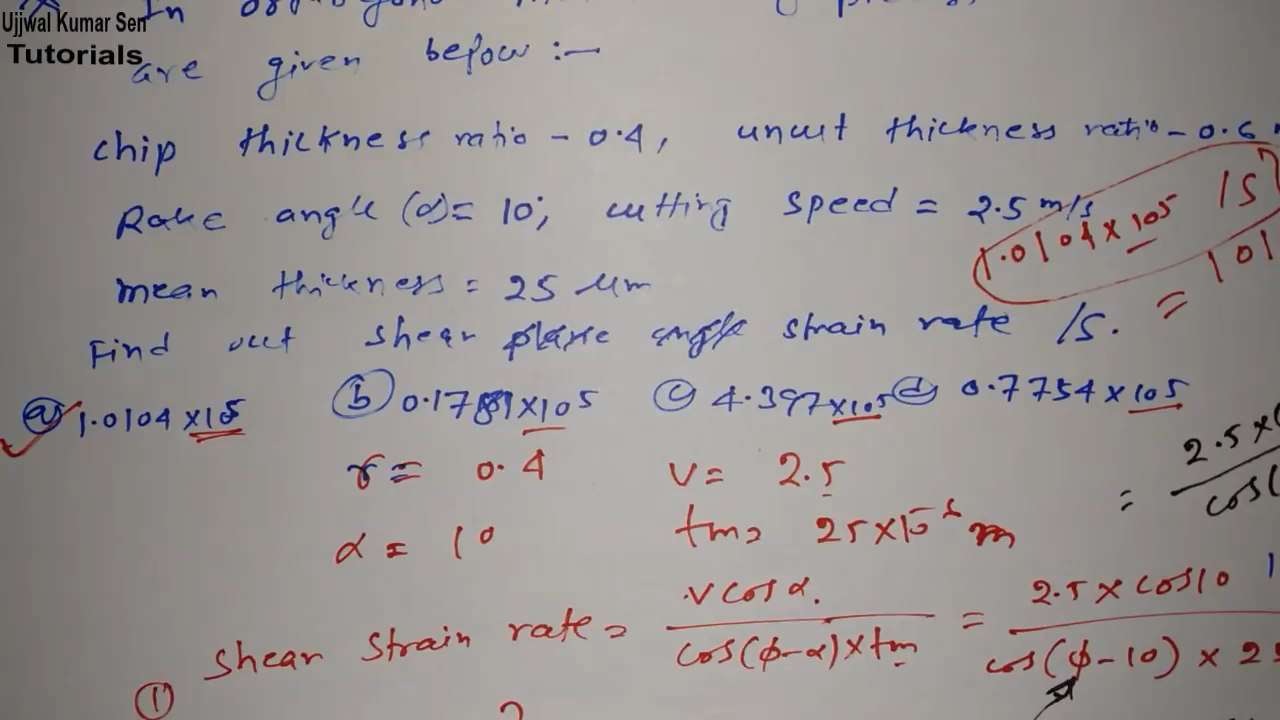 Ujjwal Kumar Sen
Tutorials
In
are given below :-
chip thickness ratio - 0.4, uncut thickness ratio - 0.6
Rake angle (α)= 10°, cutting speed = 2.5 m/s
mean thickness = 25 μm
1.0104 × 10⁵ /s
= 101
Find out shear plane angle strain rate /s.
(a) 1.0104 ×10⁵ (b) 0.1781×10⁵ (c) 4.397×10⁵ (d) 0.7754×10⁵
r = 0.4 V= 2.5
α = 10 tm= 25×10⁻⁶ m
= 2.5×
cos(
Shear strain rate = V cos α. / cos(φ-α)×tm = 2.5 × cos10 / cos(φ-10) × 2
①